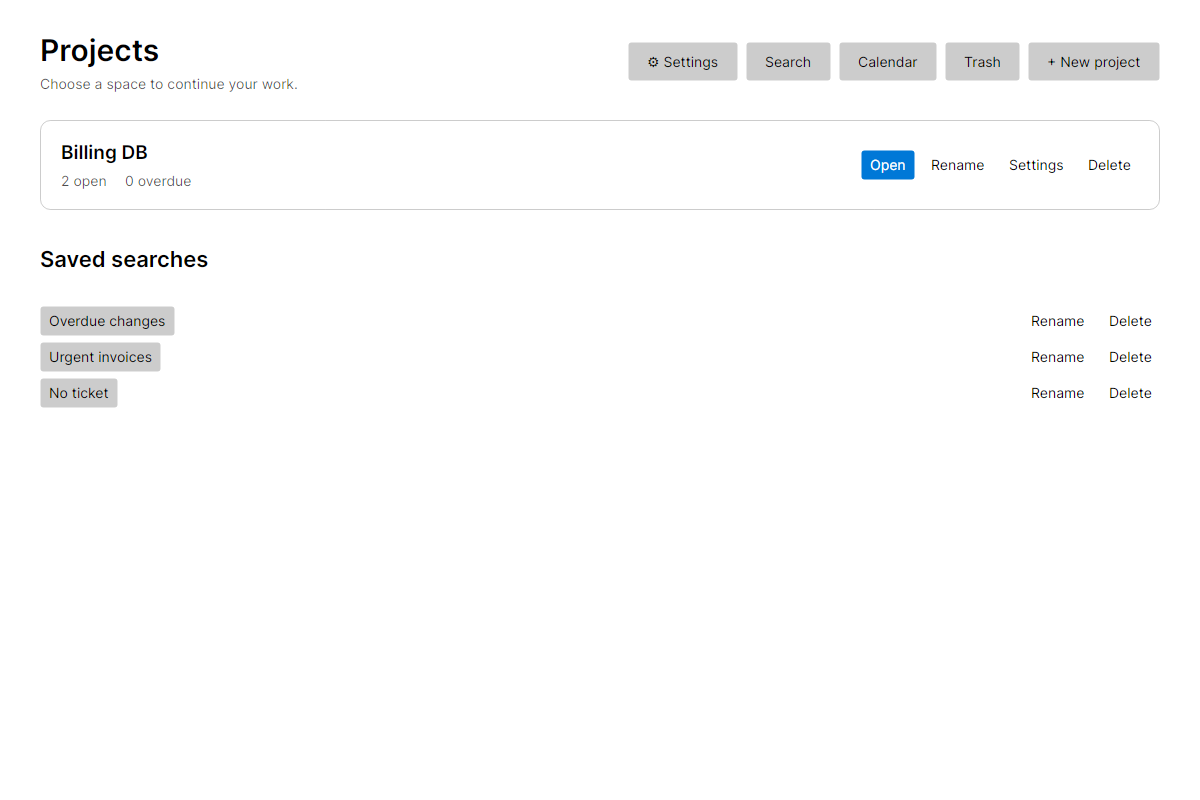 Projects
Choose a space to continue your work.
⚙ Settings
Search
Calendar
Trash
+ New project
Billing DB
2 open 0 overdue
Open
Rename
Settings
Delete
Saved searches
Overdue changes
Rename
Delete
Urgent invoices
Rename
Delete
No ticket
Rename
Delete